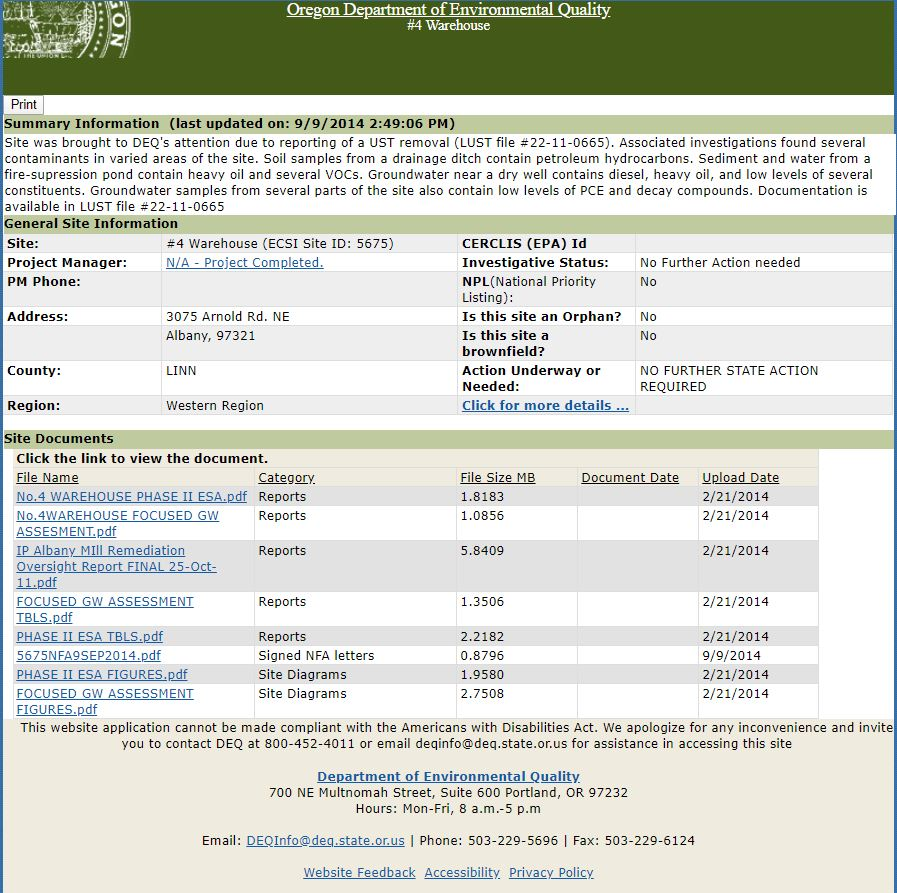 Oregon Department of Environmental Quality
#4 Warehouse
ON
Print
Summary Information (last updated on: 9/9/2014 2:49:06 PM)
Site was brought to DEQ's attention due to reporting of a UST removal (LUST file #22-11-0665). Associated investigations found several
contaminants in varied areas of the site. Soil samples from a drainage ditch contain petroleum hydrocarbons. Sediment and water from a
fire-supression pond contain heavy oil and several VOCs. Groundwater near a dry well contains diesel, heavy oil, and low levels of several
constituents. Groundwater samples from several parts of the site also contain low levels of PCE and decay compounds. Documentation is
available in LUST file #22-11-0665
General Site Information
Site: #4 Warehouse (ECSI Site ID: 5675) CERCLIS (EPA) Id
Project Manager: N/A - Project Completed. Investigative Status: No Further Action needed
PM Phone: NPL(National Priority No
Listing):
Address: 3075 Arnold Rd. NE Is this site an Orphan? No
Albany, 97321 Is this site a No
brownfield?
County: LINN Action Underway or NO FURTHER STATE ACTION
Needed: REQUIRED
Region: Western Region Click for more details ...
Site Documents
Click the link to view the document.
File Name Category File Size MB Document Date Upload Date
No.4 WAREHOUSE PHASE II ESA.pdf Reports 1.8183 2/21/2014
No.4WAREHOUSE FOCUSED GW Reports 1.0856 2/21/2014
ASSESMENT.pdf
IP Albany MIll Remediation Reports 5.8409 2/21/2014
Oversight Report FINAL 25-Oct-
11.pdf
FOCUSED GW ASSESSMENT Reports 1.3506 2/21/2014
TBLS.pdf
PHASE II ESA TBLS.pdf Reports 2.2182 2/21/2014
5675NFA9SEP2014.pdf Signed NFA letters 0.8796 9/9/2014
PHASE II ESA FIGURES.pdf Site Diagrams 1.9580 2/21/2014
FOCUSED GW ASSESSMENT Site Diagrams 2.7508 2/21/2014
FIGURES.pdf
This website application cannot be made compliant with the Americans with Disabilities Act. We apologize for any inconvenience and invite
you to contact DEQ at 800-452-4011 or email deqinfo@deq.state.or.us for assistance in accessing this site
Department of Environmental Quality
700 NE Multnomah Street, Suite 600 Portland, OR 97232
Hours: Mon-Fri, 8 a.m.-5 p.m
Email: DEQInfo@deq.state.or.us | Phone: 503-229-5696 | Fax: 503-229-6124
Website Feedback Accessibility Privacy Policy